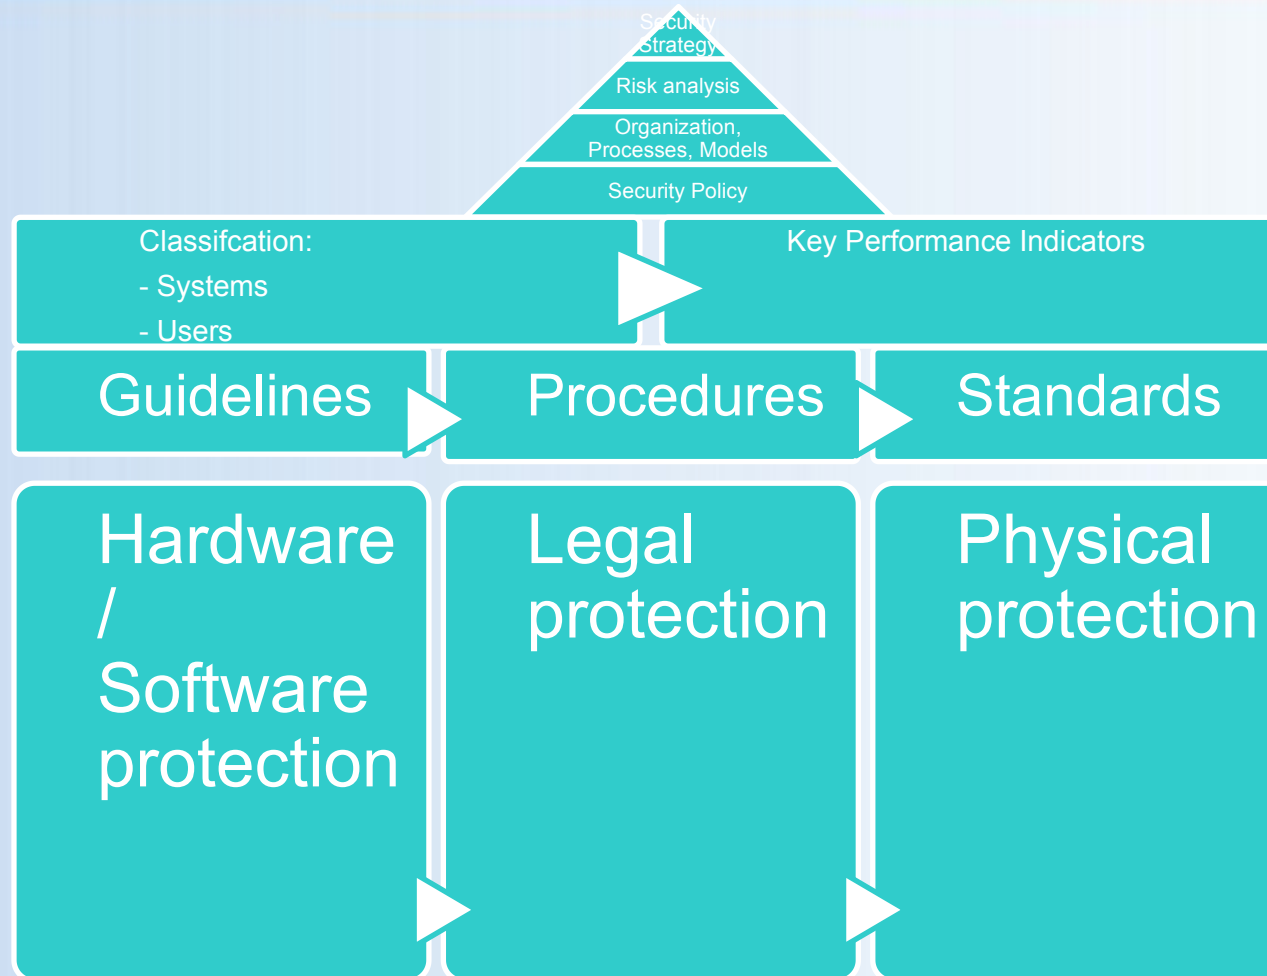 Security
Strategy
Risk analysis
Organization,
Processes, Models
Security Policy
Classifcation:
- Systems
- Users
Key Performance Indicators
Guidelines
Procedures
Standards
Hardware
/
Software
protection
Legal
protection
Physical
protection